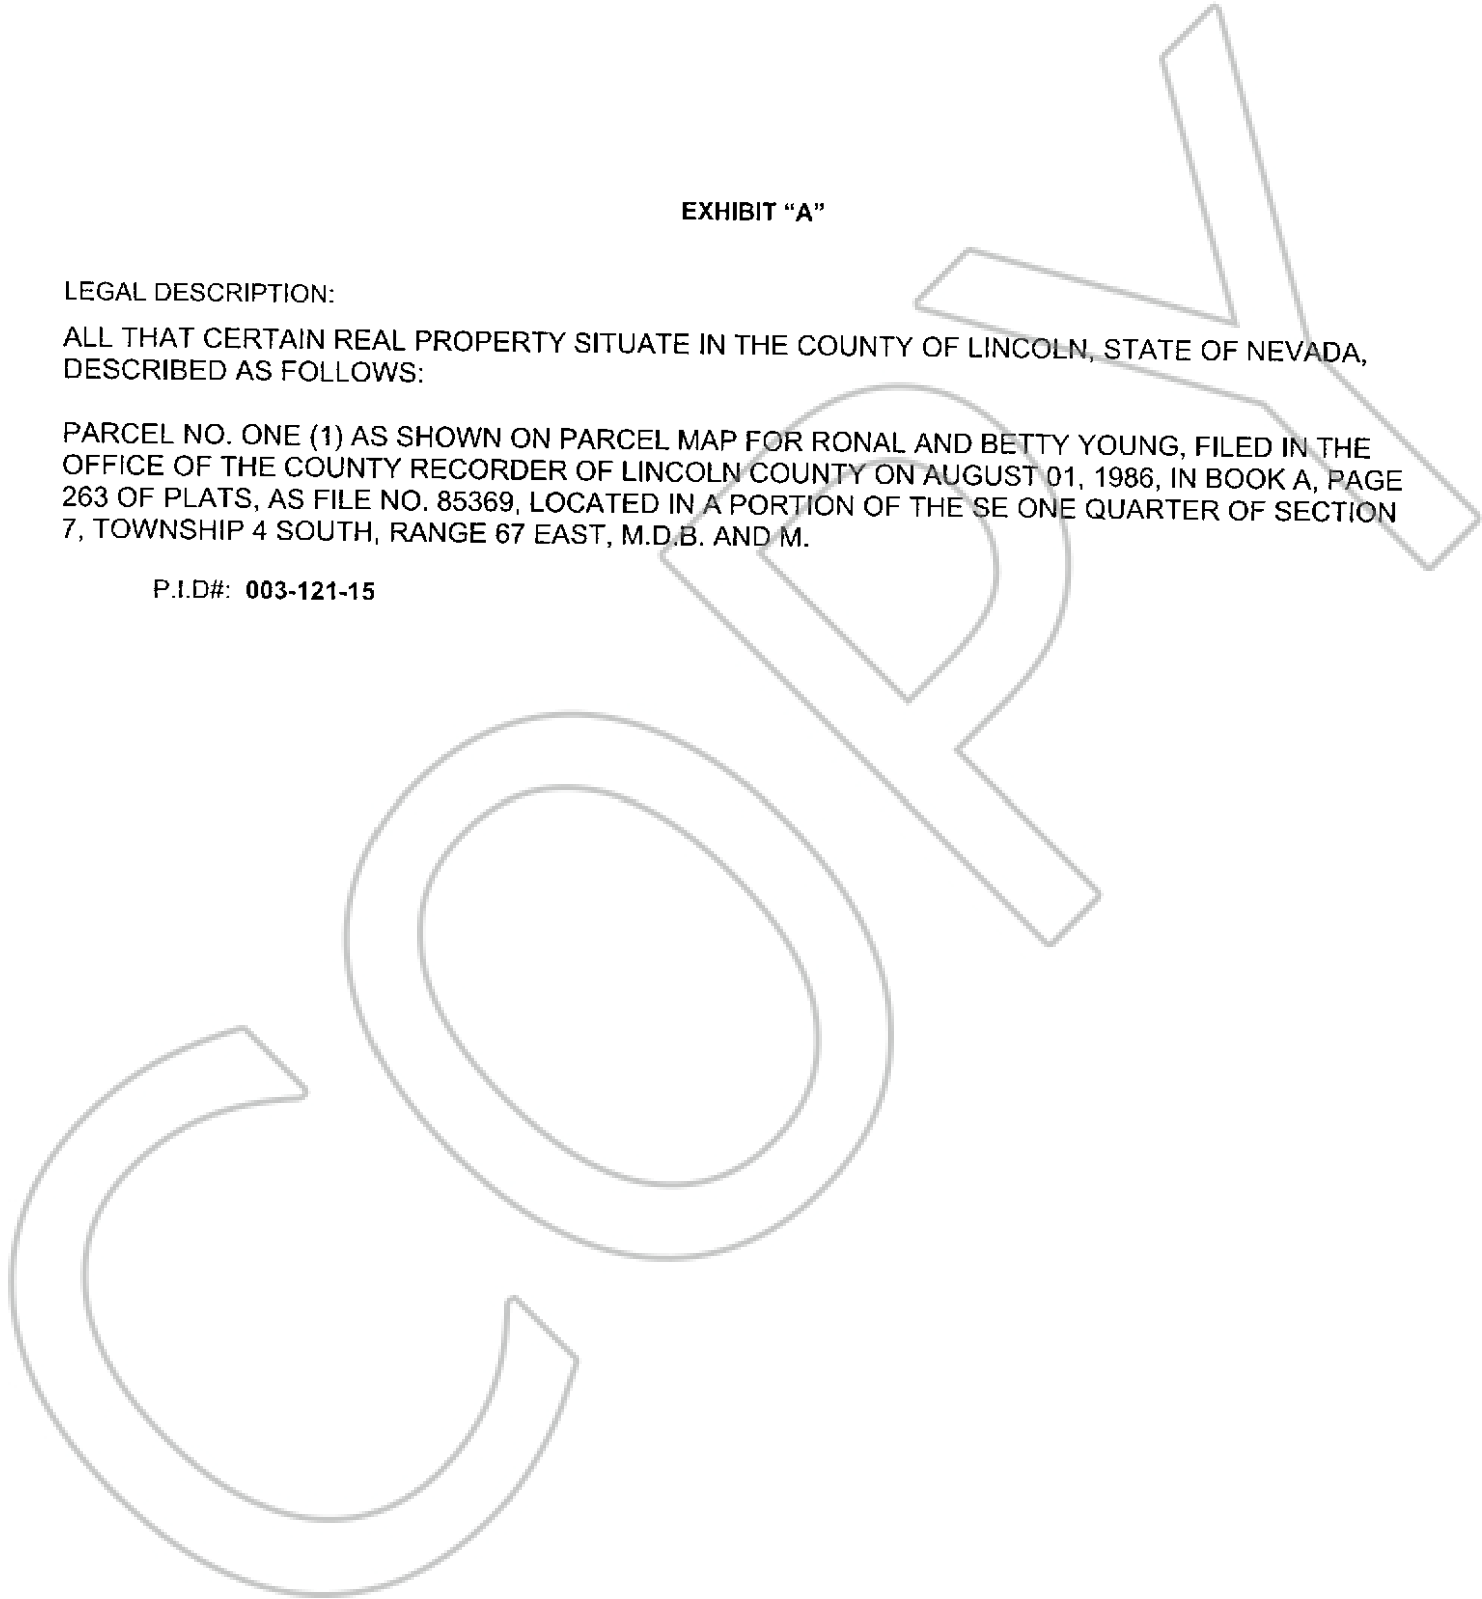 EXHIBIT “A”
LEGAL DESCRIPTION:
ALL THAT CERTAIN REAL PROPERTY SITUATE IN THE COUNTY OF LINCOLN, STATE OF NEVADA,
DESCRIBED AS FOLLOWS:
PARCEL NO. ONE (1) AS SHOWN ON PARCEL MAP FOR RONAL AND BETTY YOUNG, FILED IN THE
OFFICE OF THE COUNTY RECORDER OF LINCOLN COUNTY ON AUGUST 01, 1986, IN BOOK A, PAGE
263 OF PLATS, AS FILE NO. 85369, LOCATED IN A PORTION OF THE SE ONE QUARTER OF SECTION
7, TOWNSHIP 4 SOUTH, RANGE 67 EAST, M.D.B. AND M.
P.I.D#: 003-121-15
COPY